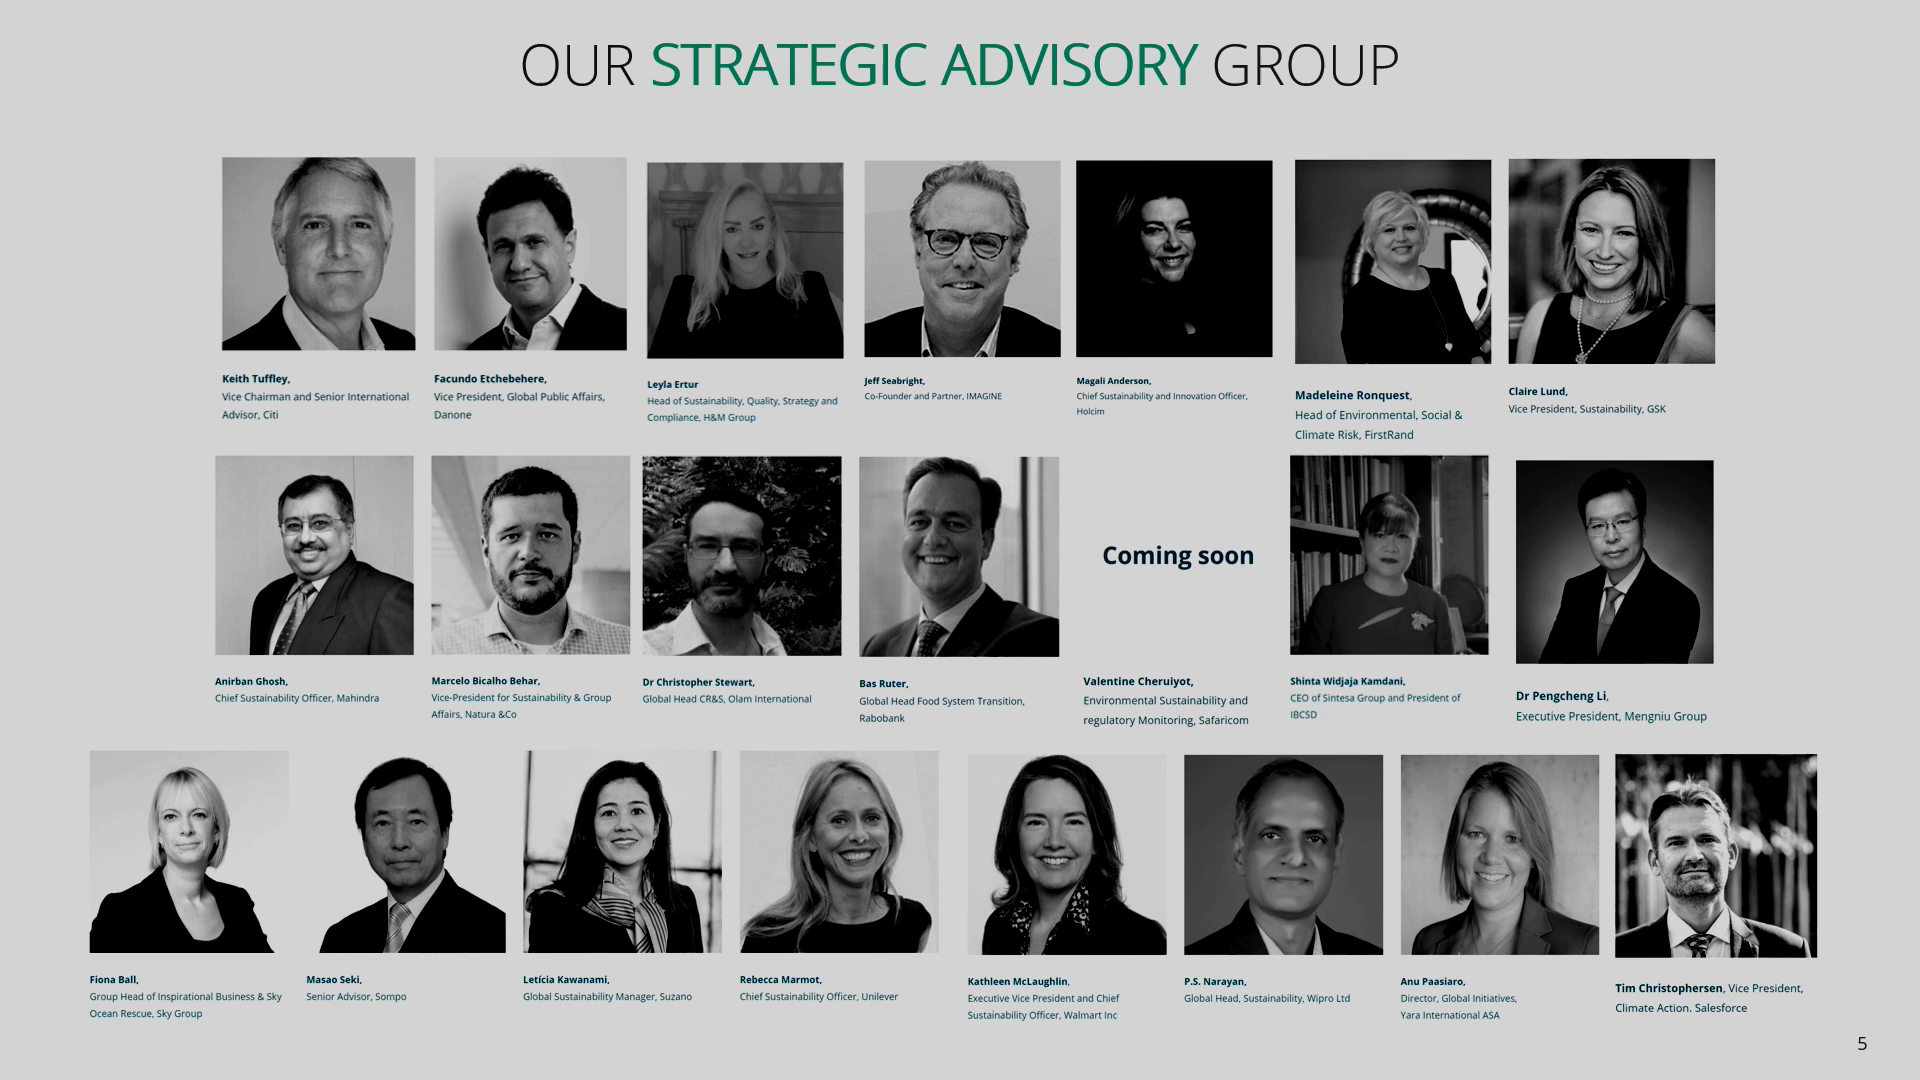 OUR STRATEGIC ADVISORY GROUP
Keith Tuffley,
Vice Chairman and Senior International
Advisor, Citi
Facundo Etchebehere,
Vice President, Global Public Affairs,
Danone
Leyla Ertur
Head of Sustainability, Quality, Strategy and
Compliance, H&M Group
Jeff Seabright,
Co-Founder and Partner, IMAGINE
Magali Anderson,
Chief Sustainability and Innovation Officer,
Holcim
Madeleine Ronquest,
Head of Environmental, Social &
Climate Risk, FirstRand
Claire Lund,
Vice President, Sustainability, GSK
Anirban Ghosh,
Chief Sustainability Officer, Mahindra
Marcelo Bicalho Behar,
Vice-President for Sustainability & Group
Affairs, Natura &Co
Dr Christopher Stewart,
Global Head CR&S, Olam International
Bas Ruter,
Global Head Food System Transition,
Rabobank
Coming soon
Valentine Cheruiyot,
Environmental Sustainability and
regulatory Monitoring, Safaricom
Shinta Widjaja Kamdani,
CEO of Sintesa Group and President of
IBCSD
Dr Pengcheng Li,
Executive President, Mengniu Group
Fiona Ball,
Group Head of Inspirational Business & Sky
Ocean Rescue, Sky Group
Masao Seki,
Senior Advisor, Sompo
Letícia Kawanami,
Global Sustainability Manager, Suzano
Rebecca Marmot,
Chief Sustainability Officer, Unilever
Kathleen McLaughlin,
Executive Vice President and Chief
Sustainability Officer, Walmart Inc
P.S. Narayan,
Global Head, Sustainability, Wipro Ltd
Anu Paasiaro,
Director, Global Initiatives,
Yara International ASA
Tim Christophersen, Vice President,
Climate Action. Salesforce
5